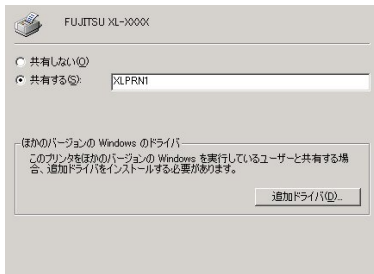 FUJITSU XL-XXXX
共有しない(O)
共有する(S):
XLPRN1
ほかのバージョンの Windows のドライバ
このプリンタをほかのバージョンの Windows を実行しているユーザーと共有する場
合、追加ドライバをインストールする必要があります。
追加ドライバ(D)...